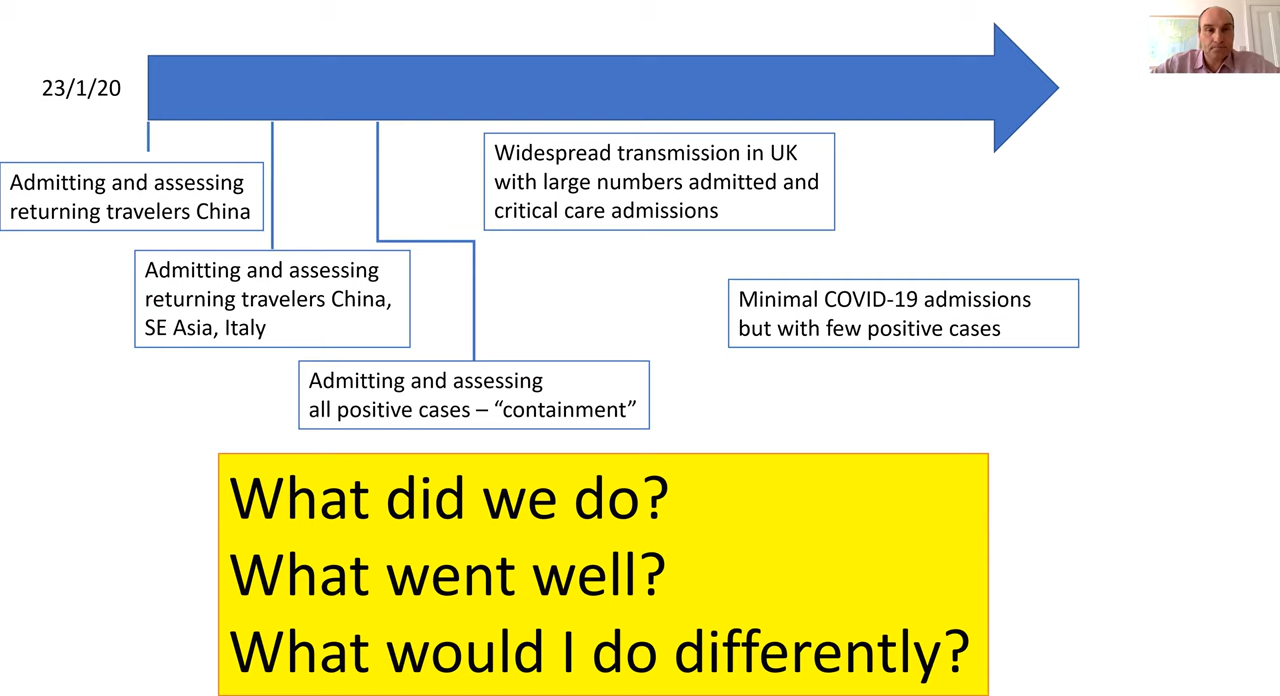 23/1/20
Admitting and assessing
returning travelers China
Admitting and assessing
returning travelers China,
SE Asia, Italy
Admitting and assessing
all positive cases – “containment”
Widespread transmission in UK
with large numbers admitted and
critical care admissions
Minimal COVID-19 admissions
but with few positive cases
What did we do?
What went well?
What would I do differently?